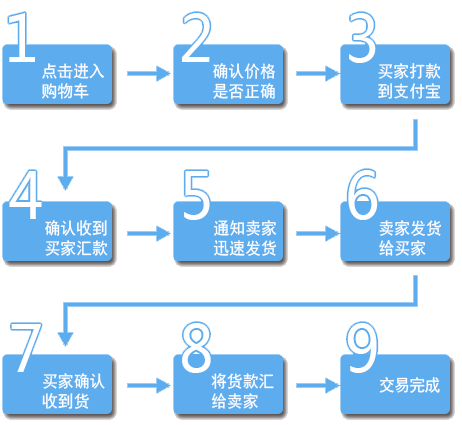 1
点击进入
购物车
2
确认价格
是否正确
3
买家打款
到支付宝
4
确认收到
买家汇款
5
通知卖家
迅速发货
6
卖家发货
给买家
7
买家确认
收到货
8
将货款汇
给卖家
9
交易完成